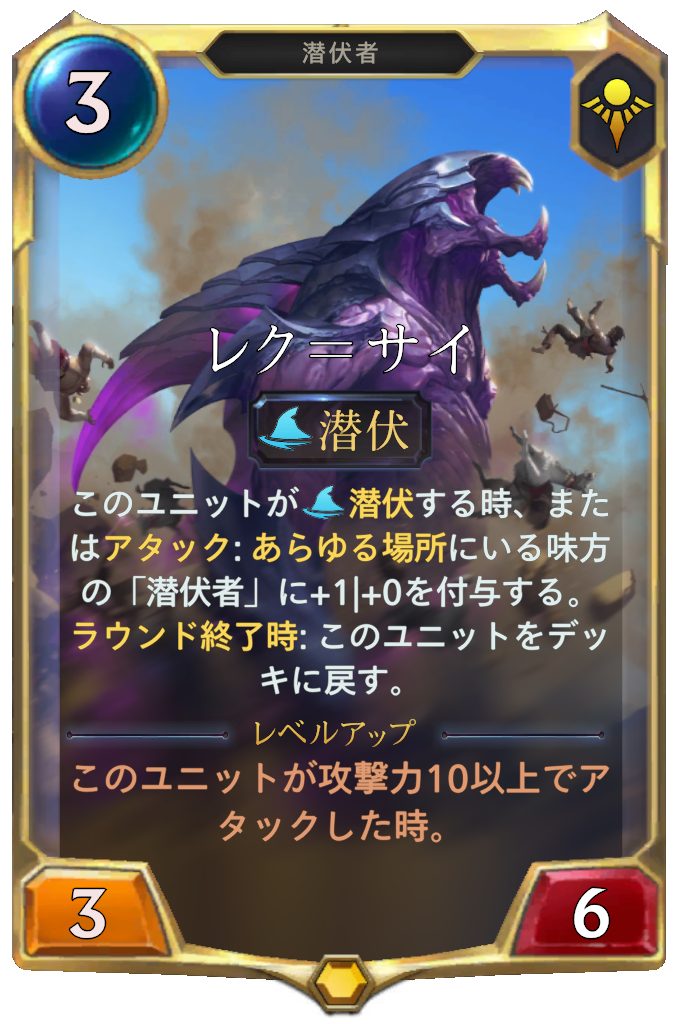 潜伏者
3
レク＝サイ
潜伏
このユニットが潜伏する時、また
はアタック: あらゆる場所にいる味方
の「潜伏者」に+1|+0を付与する。
ラウンド終了時: このユニットをデッ
キに戻す。
レベルアップ
このユニットが攻撃力10以上でア
タックした時。
3
6